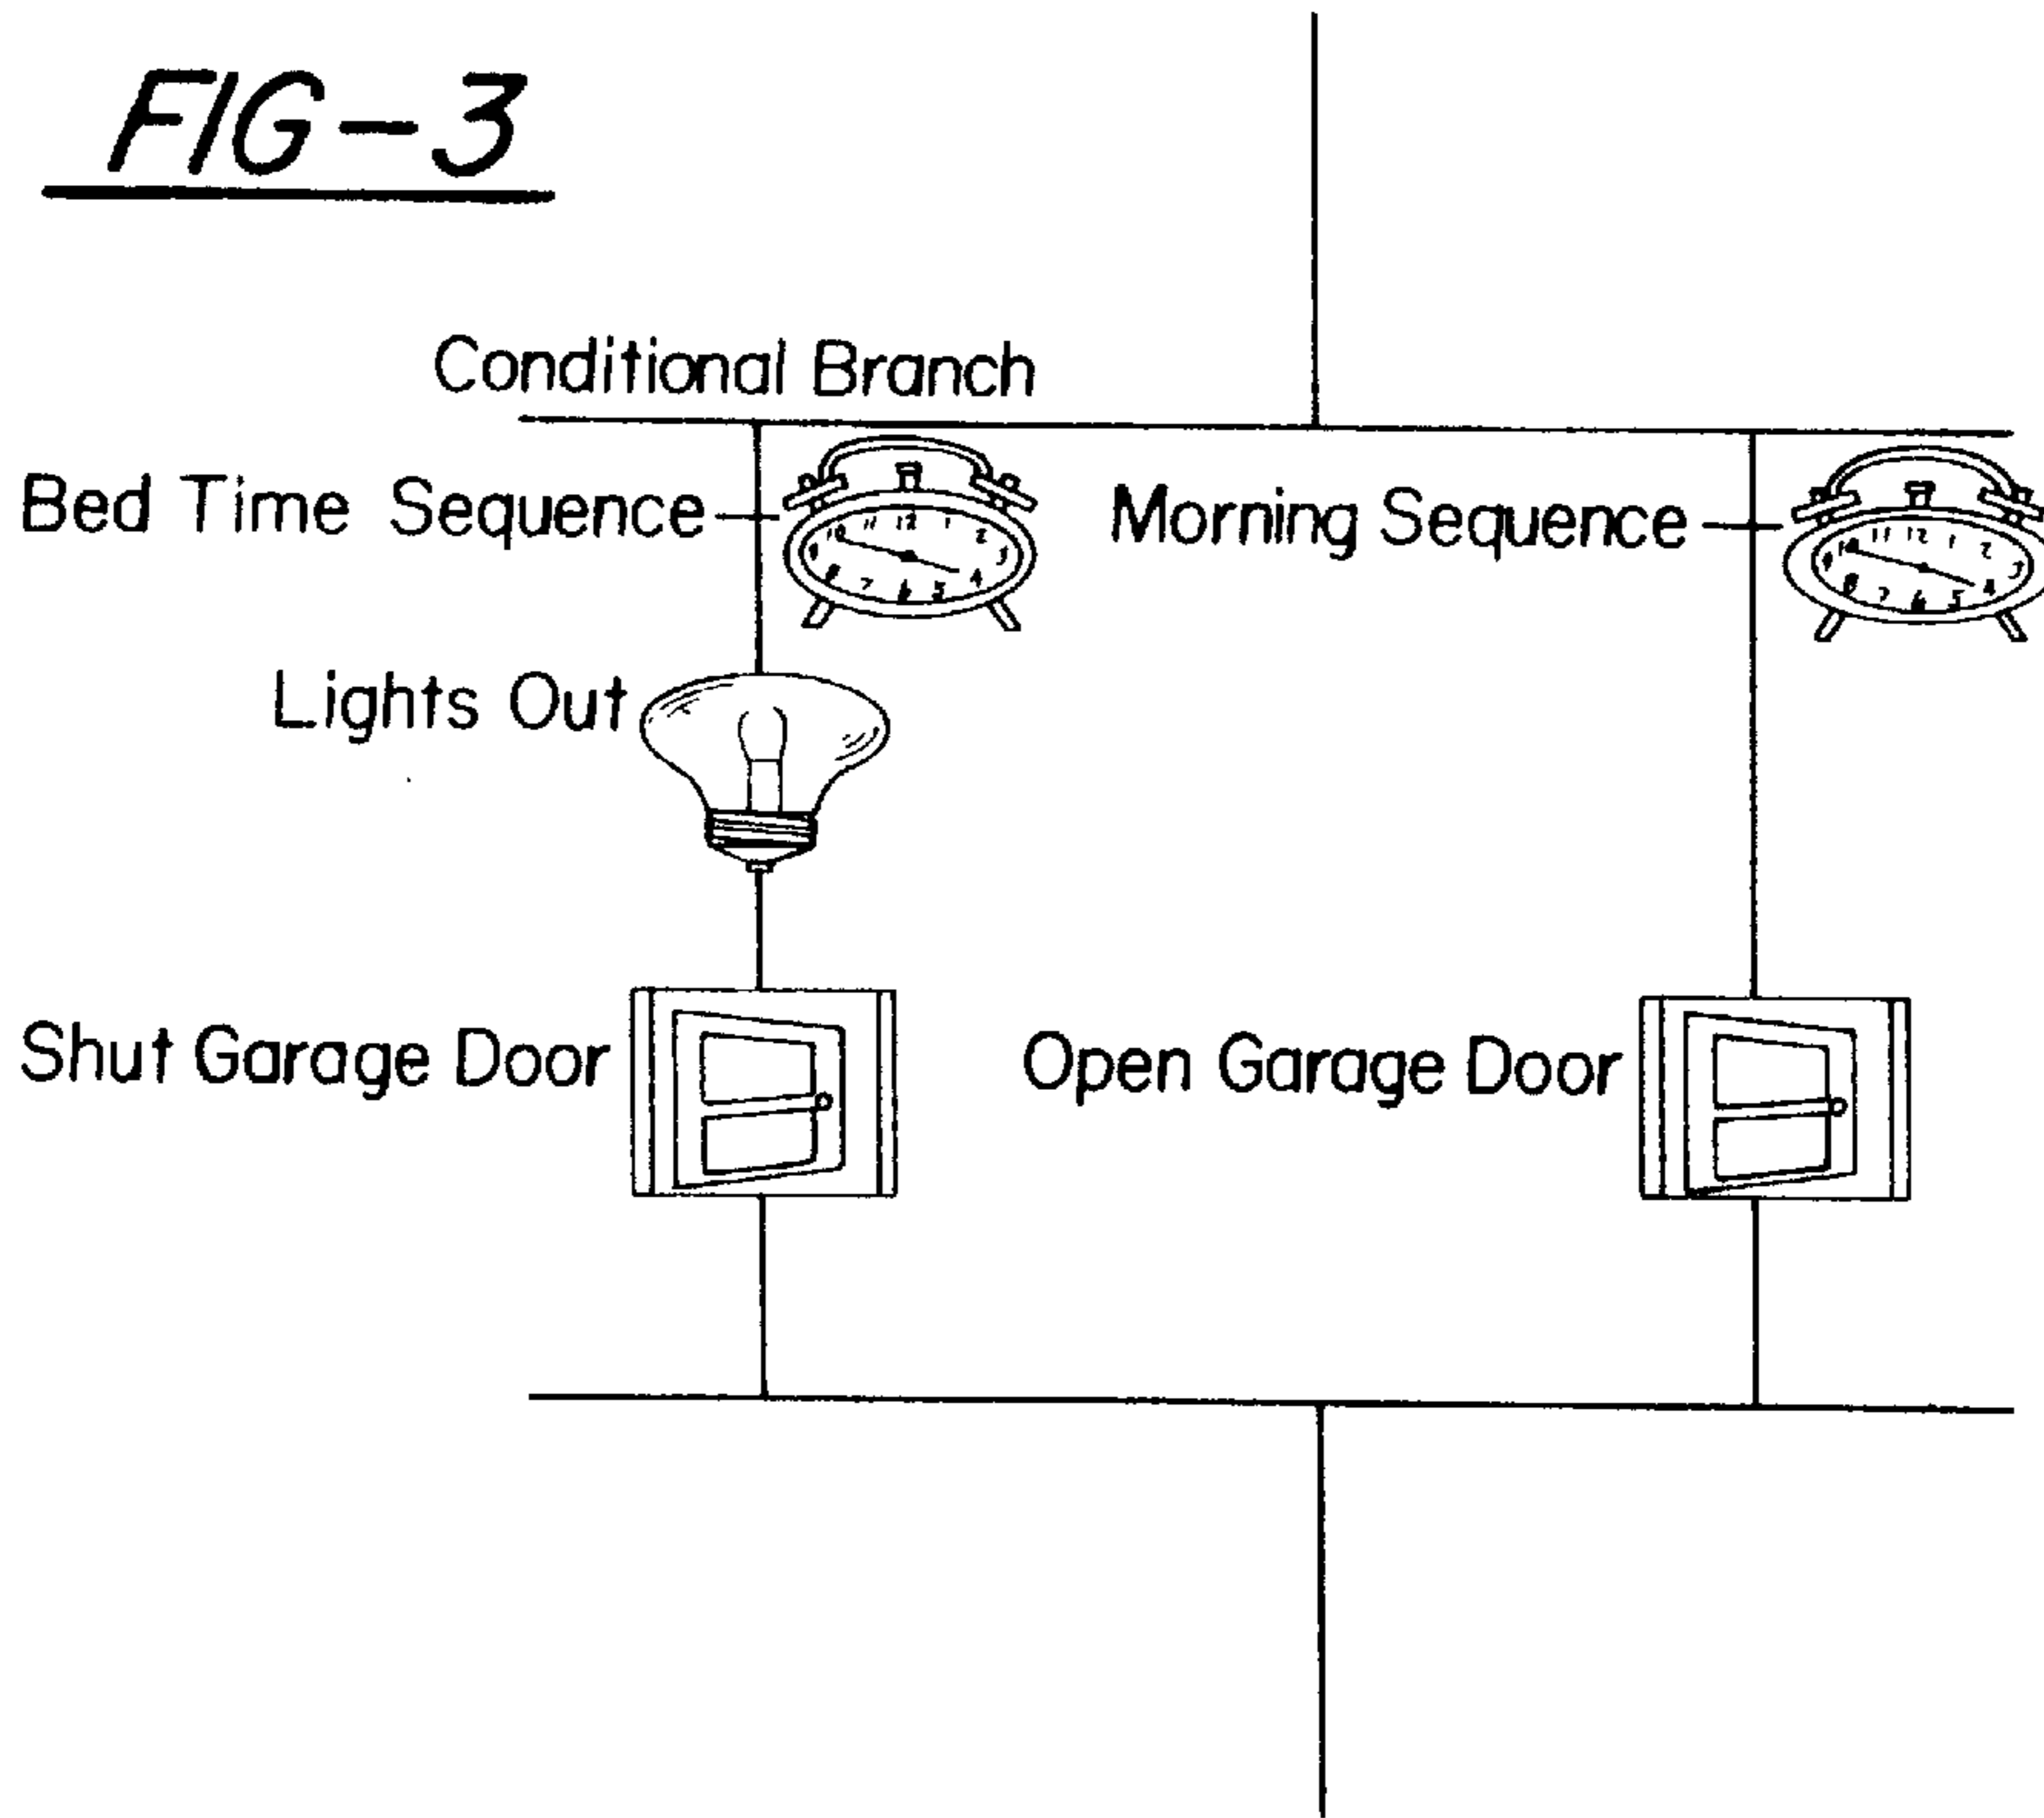 FIG-3
Conditional Branch
Bed Time Sequence
Morning Sequence
Lights Out
Shut Garage Door
Open Garage Door